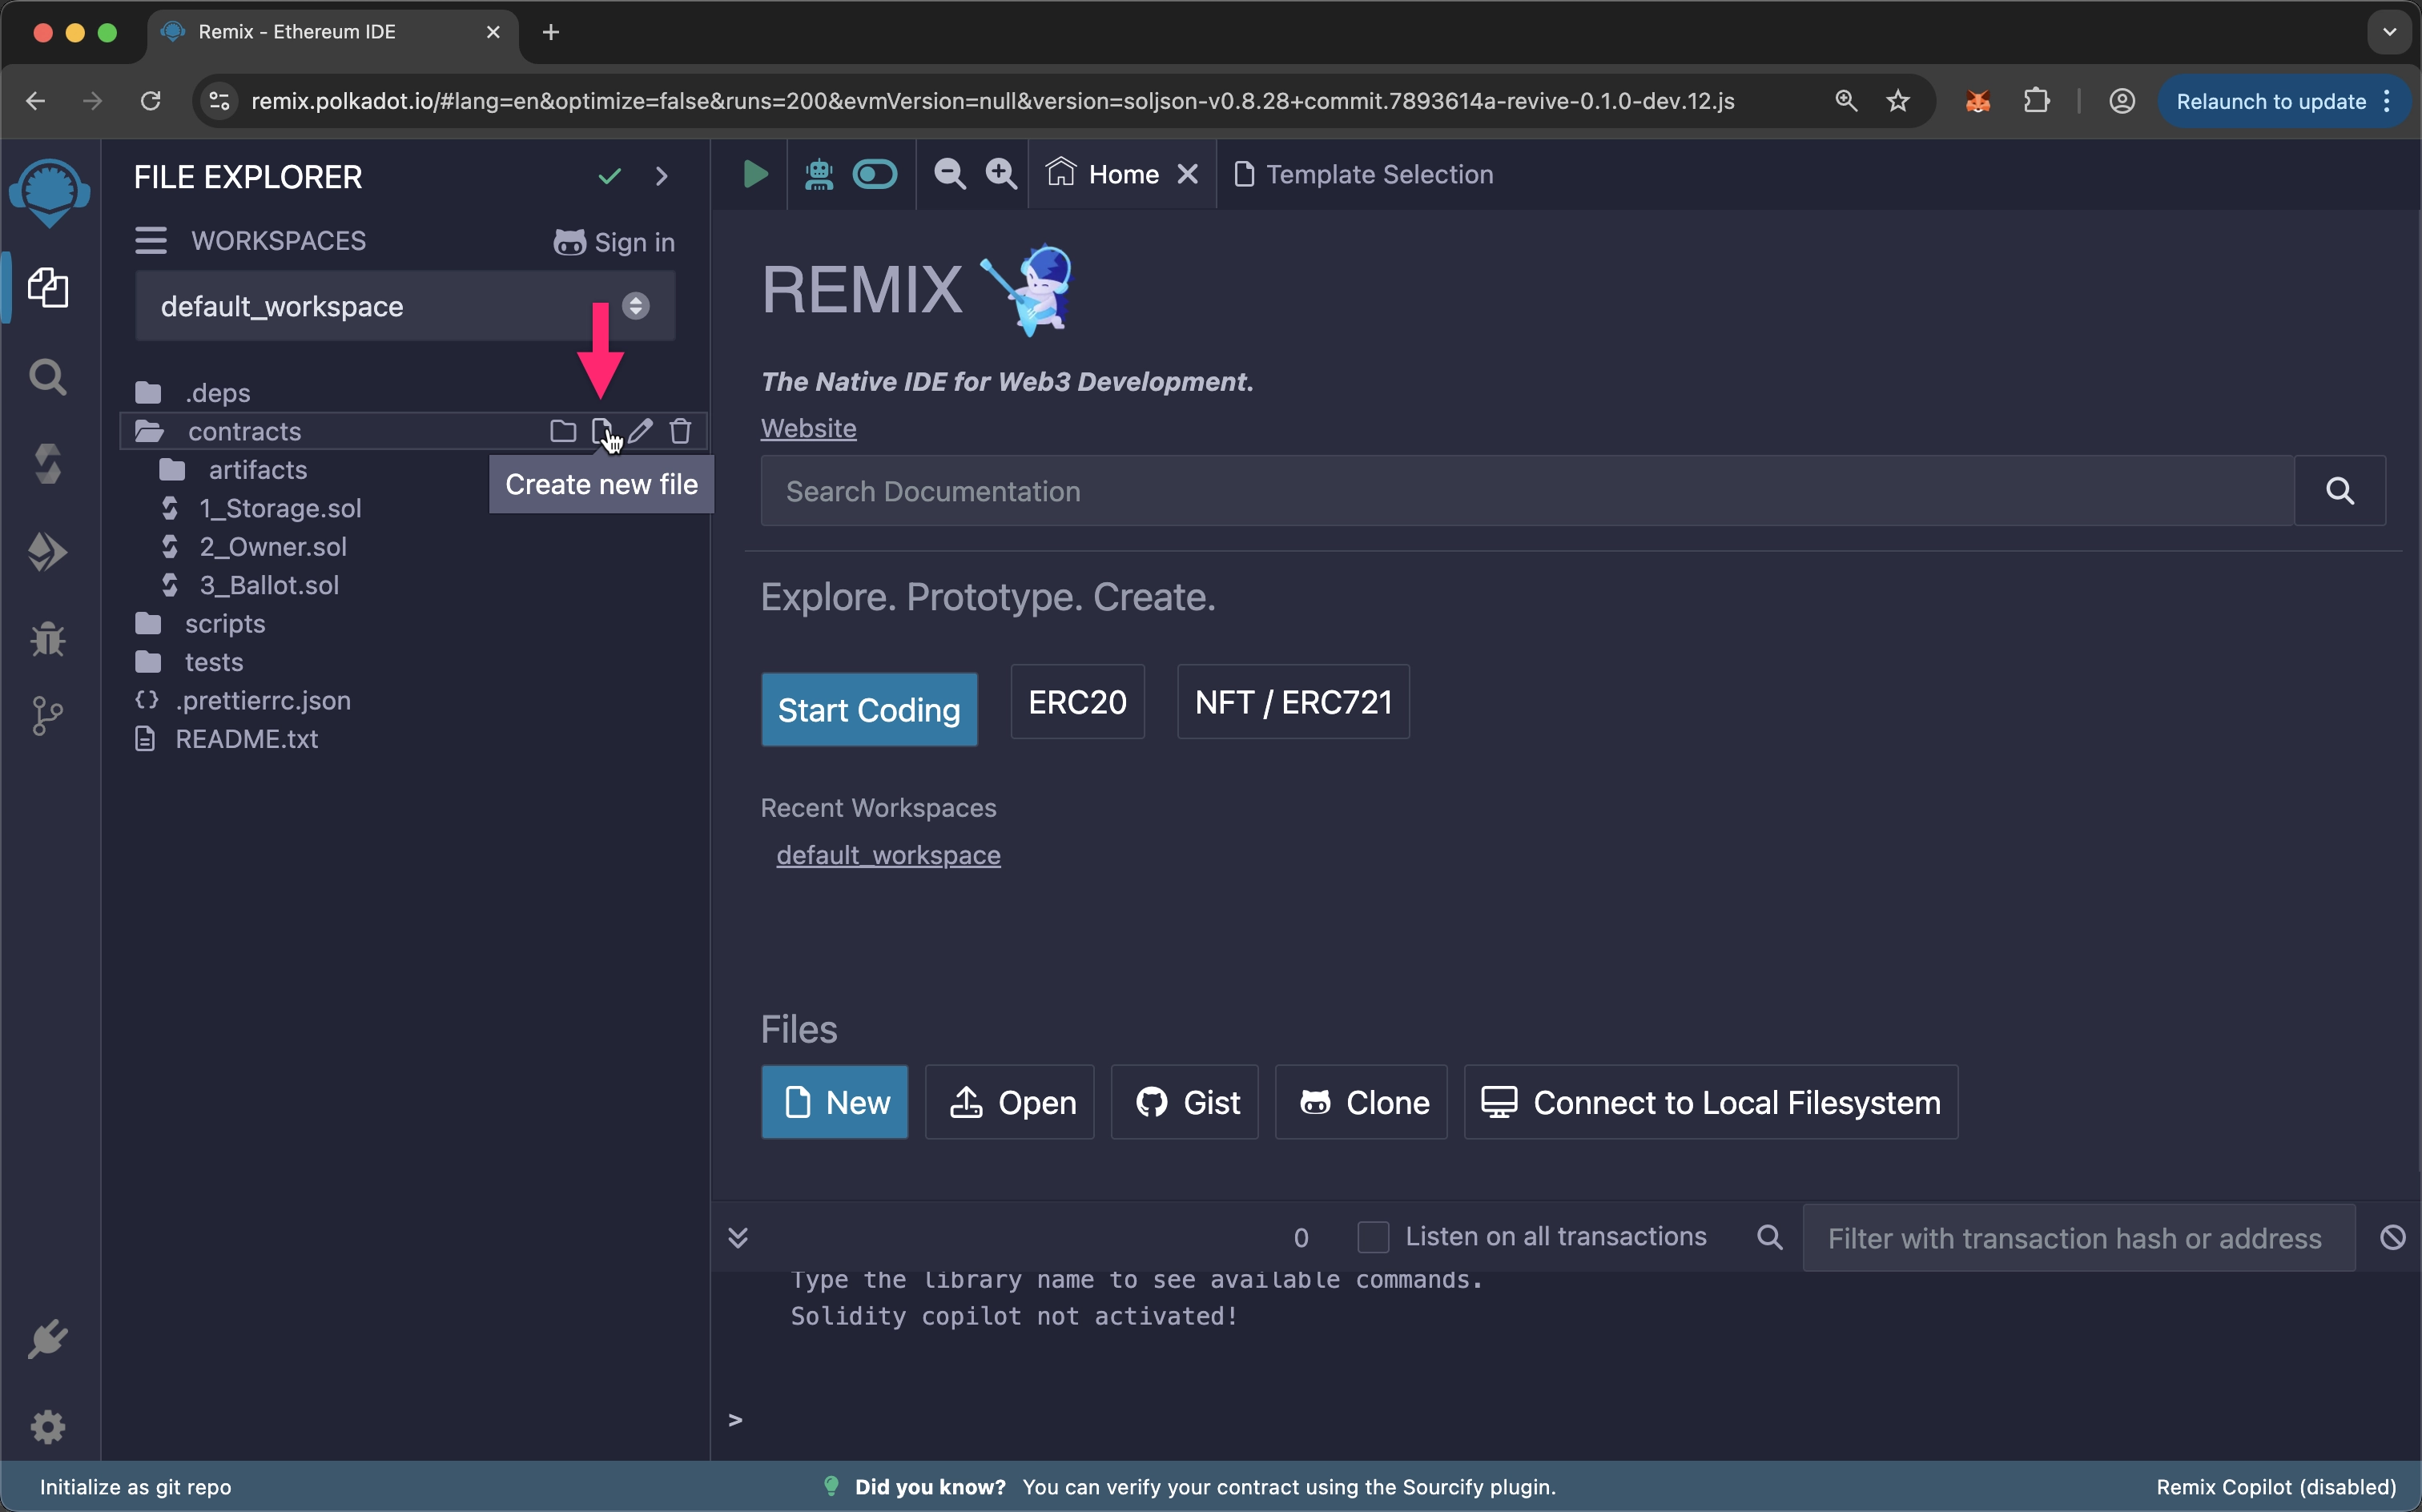 Remix - Ethereum IDE
remix.polkadot.io/#lang=en&optimize=false&runs=200&evmVersion=null&version=soljson-v0.8.28+commit.7893614a-revive-0.1.0-dev.12.js
Relaunch to update
FILE EXPLORER
WORKSPACES
Sign in
default_workspace
.deps
contracts
Create new file
artifacts
1_Storage.sol
2_Owner.sol
3_Ballot.sol
scripts
tests
.prettierrc.json
README.txt
Home
Template Selection
REMIX
The Native IDE for Web3 Development.
Website
Search Documentation
Explore. Prototype. Create.
Start Coding
ERC20
NFT / ERC721
Recent Workspaces
default_workspace
Files
New
Open
Gist
Clone
Connect to Local Filesystem
0
Listen on all transactions
Filter with transaction hash or address
Type the library name to see available commands.
Solidity copilot not activated!
>
Initialize as git repo
Did you know? You can verify your contract using the Sourcify plugin.
Remix Copilot (disabled)